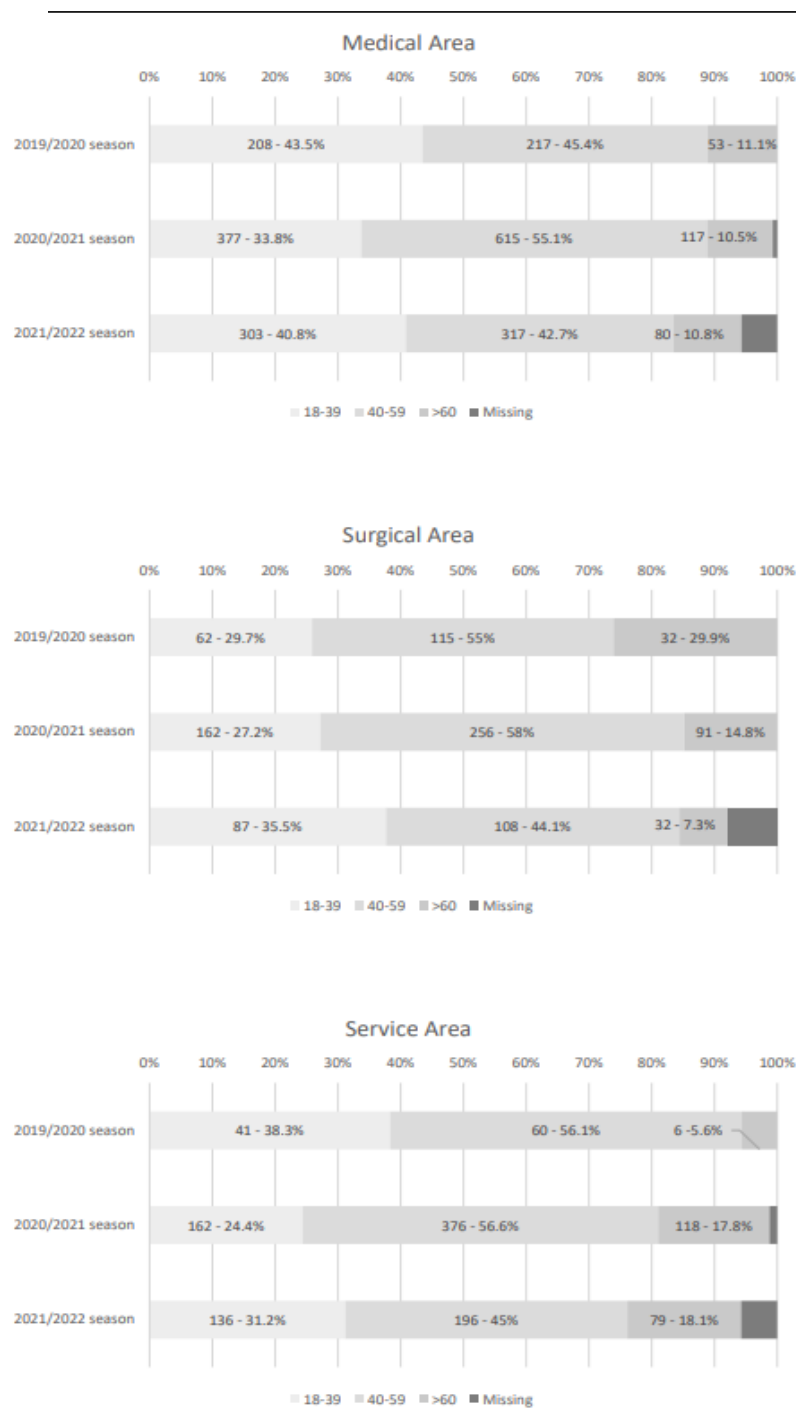 Medical Area
0% 10% 20% 30% 40% 50% 60% 70% 80% 90% 100%
2019/2020 season 208 - 43.5% 217 - 45.4% 53 - 11.1%
2020/2021 season 377 - 33.8% 615 - 55.1% 117 - 10.5%
2021/2022 season 303 - 40.8% 317 - 42.7% 80 - 10.8%
18-39 40-59 >60 Missing
Surgical Area
0% 10% 20% 30% 40% 50% 60% 70% 80% 90% 100%
2019/2020 season 62 - 29.7% 115 - 55% 32 - 29.9%
2020/2021 season 162 - 27.2% 256 - 58% 91 - 14.8%
2021/2022 season 87 - 35.5% 108 - 44.1% 32 - 7.3%
18-39 40-59 >60 Missing
Service Area
0% 10% 20% 30% 40% 50% 60% 70% 80% 90% 100%
2019/2020 season 41 - 38.3% 60 - 56.1% 6 -5.6%
2020/2021 season 162 - 24.4% 376 - 56.6% 118 - 17.8%
2021/2022 season 136 - 31.2% 196 - 45% 79 - 18.1%
18-39 40-59 >60 Missing